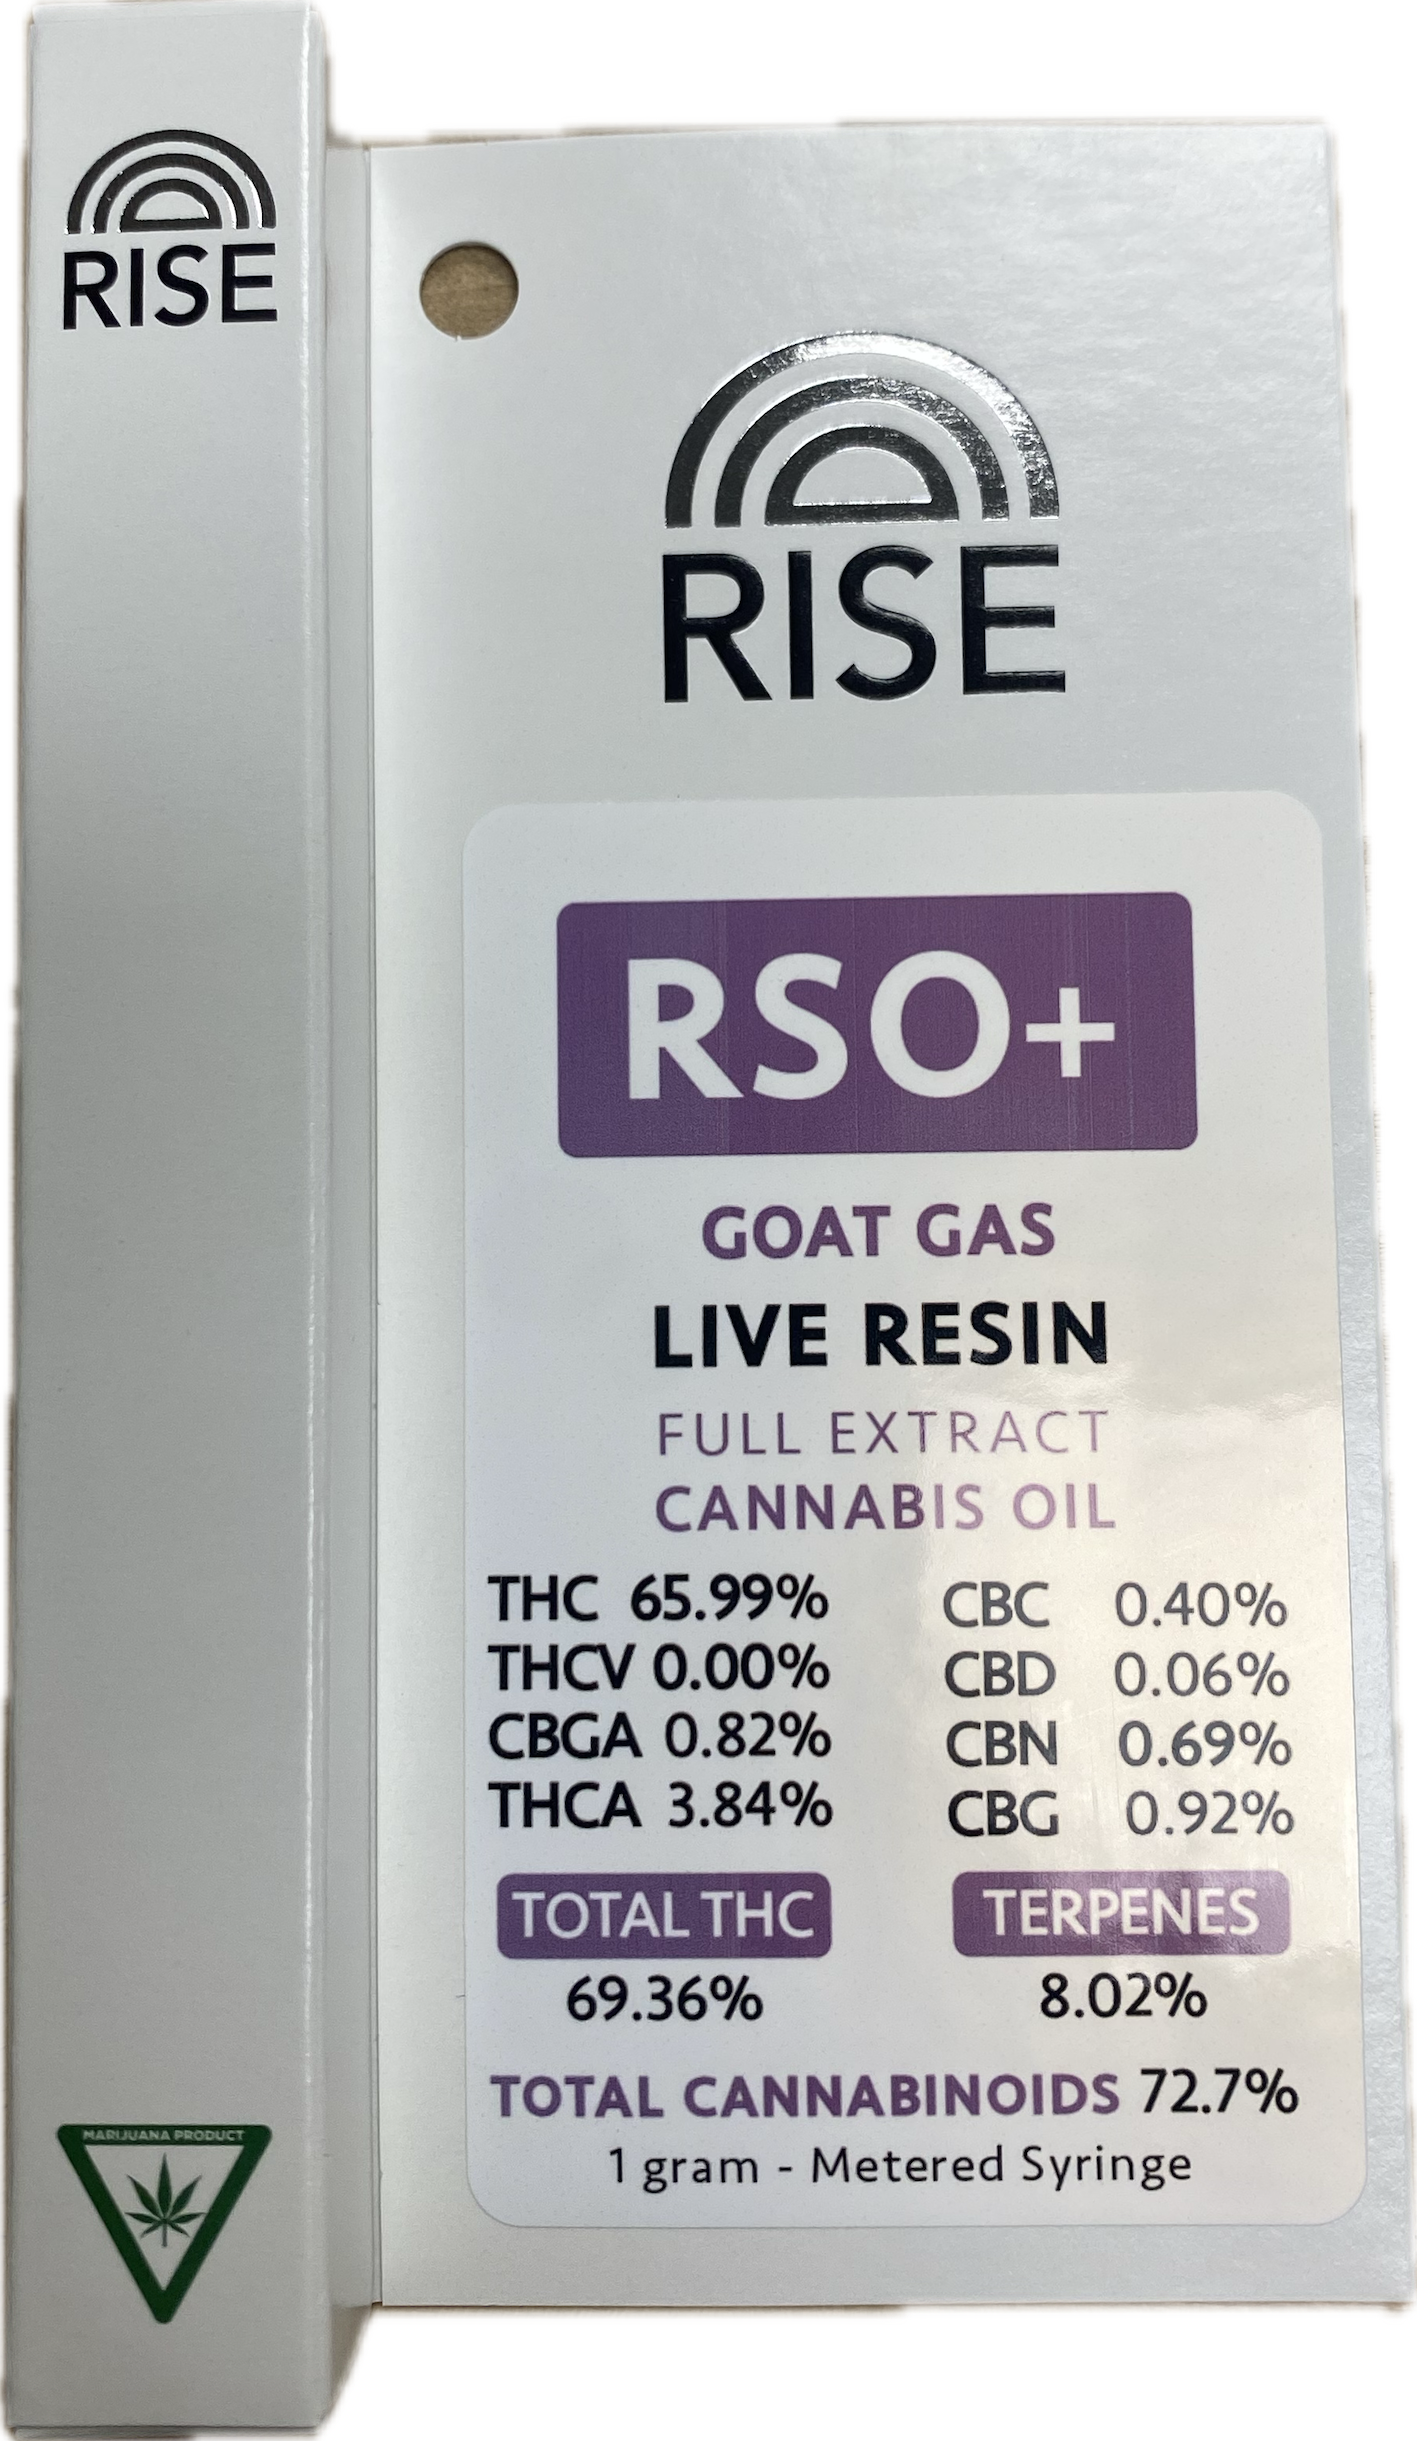 RISE
MARIJUANA PRODUCT
RISE
RSO+
GOAT GAS
LIVE RESIN
FULL EXTRACT
CANNABIS OIL
THC 65.99%
THCV 0.00%
CBGA 0.82%
THCA 3.84%
CBC 0.40%
CBD 0.06%
CBN 0.69%
CBG 0.92%
TOTAL THC
69.36%
TERPENES
8.02%
TOTAL CANNABINOIDS 72.7%
1 gram - Metered Syringe